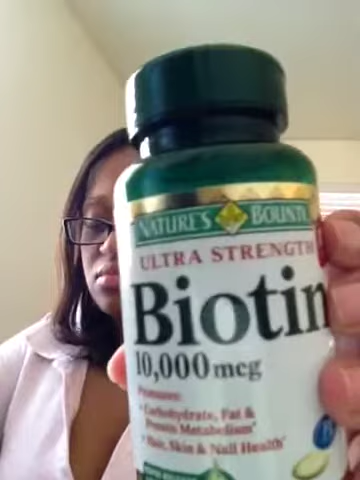 NATURE'S BOUNTY
ULTRA STRENGTH
Biotin
10,000 mcg
Promotes:
• Carbohydrate, Fat &
Protein Metabolism*
• Hair, Skin & Nail Health*